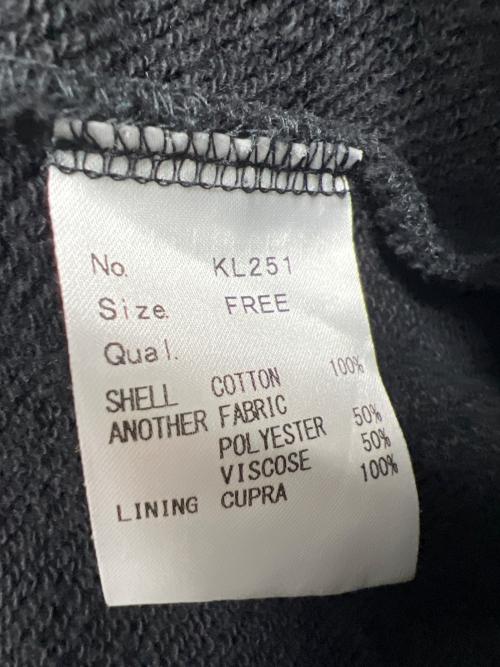 No. KL251
Size. FREE
Qual.
SHELL COTTON 100%
ANOTHER FABRIC
POLYESTER 50%
VISCOSE 50%
LINING CUPRA 100%